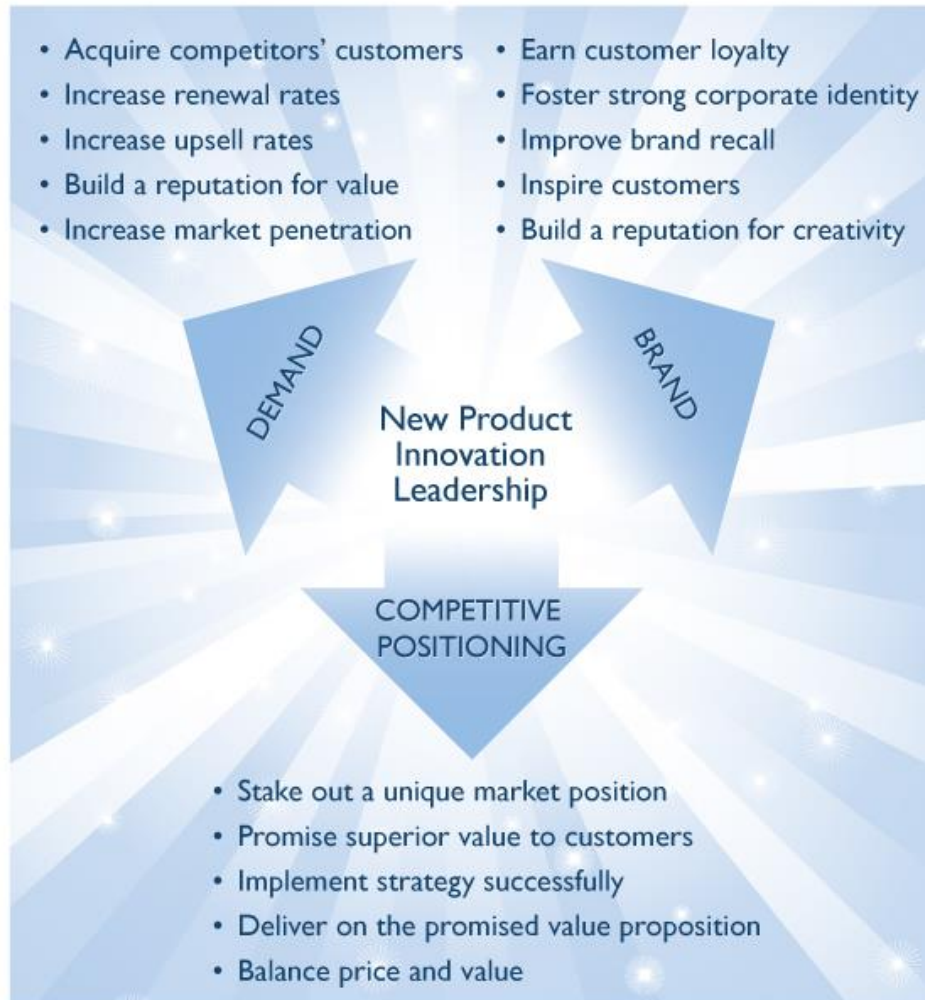 • Acquire competitors' customers
• Increase renewal rates
• Increase upsell rates
• Build a reputation for value
• Increase market penetration
• Earn customer loyalty
• Foster strong corporate identity
• Improve brand recall
• Inspire customers
• Build a reputation for creativity
DEMAND
BRAND
New Product
Innovation
Leadership
COMPETITIVE
POSITIONING
• Stake out a unique market position
• Promise superior value to customers
• Implement strategy successfully
• Deliver on the promised value proposition
• Balance price and value